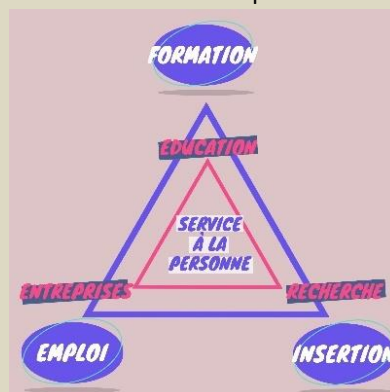 FORMATION
EDUCATION
SERVICE
À LA
PERSONNE
ENTREPRISES
RECHERCHE
EMPLOI
INSERTION